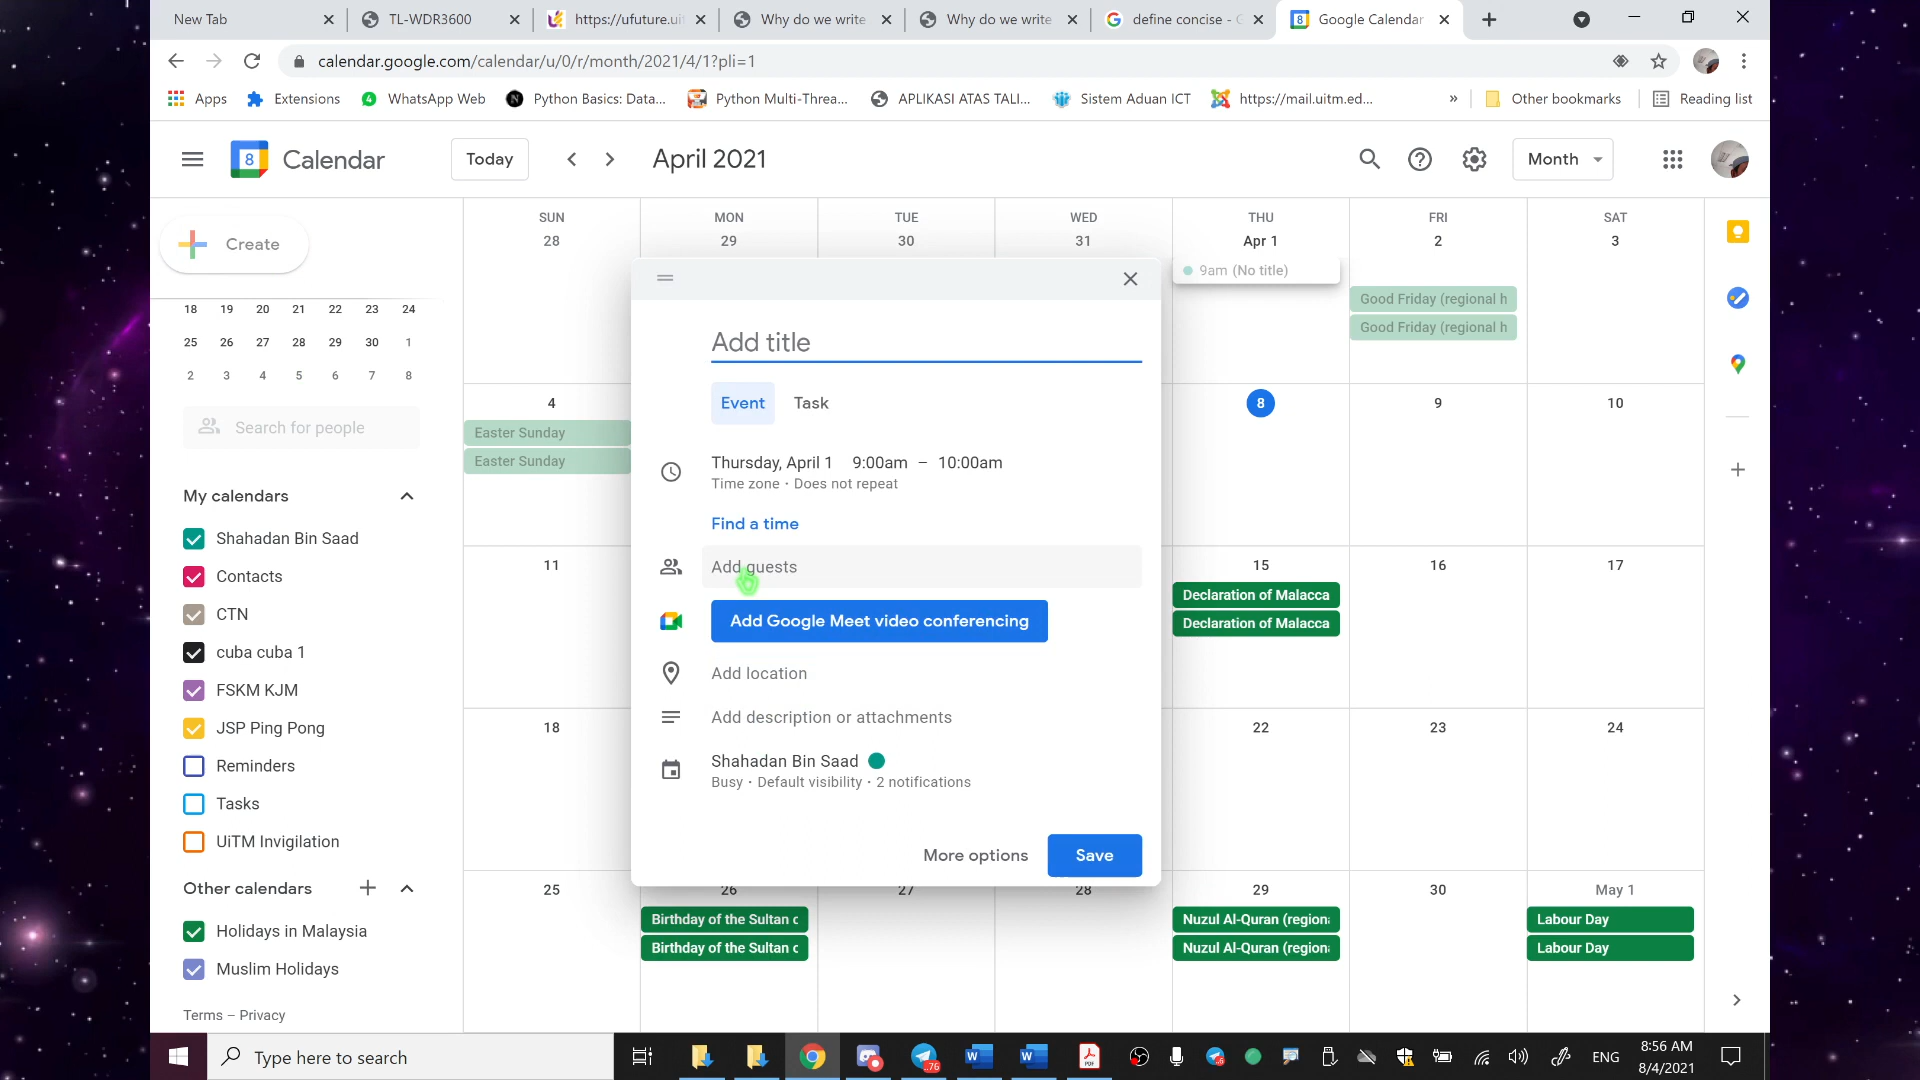 New Tab
TL-WDR3600
https://ufuture.ui
Why do we write
Why do we write
define concise - G
Google Calendar
calendar.google.com/calendar/u/0/r/month/2021/4/1?pli=1
Apps
Extensions
WhatsApp Web
Python Basics: Data...
Python Multi-Threa...
APLIKASI ATAS TALI...
Sistem Aduan ICT
https://mail.uitm.ed...
»
Other bookmarks
Reading list
8
Calendar
Today
April 2021
Month
Create
SUN
MON
TUE
WED
THU
FRI
SAT
28
29
30
31
Apr 1
2
3
9am (No title)
Good Friday (regional h
Good Friday (regional h
18 19 20 21 22 23 24
25 26 27 28 29 30 1
2 3 4 5 6 7 8
Search for people
My calendars
Shahadan Bin Saad
Contacts
CTN
cuba cuba 1
FSKM KJM
JSP Ping Pong
Reminders
Tasks
UiTM Invigilation
Other calendars
Holidays in Malaysia
Muslim Holidays
Terms – Privacy
4
Easter Sunday
Easter Sunday
8
9
10
11
15
Declaration of Malacca
Declaration of Malacca
16
17
18
22
23
24
25
26
Birthday of the Sultan o
Birthday of the Sultan o
27
28
29
Nuzul Al-Quran (regiona
Nuzul Al-Quran (regiona
30
May 1
Labour Day
Labour Day
Add title
Event
Task
Thursday, April 1 9:00am – 10:00am
Time zone · Does not repeat
Find a time
Add guests
Add Google Meet video conferencing
Add location
Add description or attachments
Shahadan Bin Saad
Busy · Default visibility · 2 notifications
More options
Save
Type here to search
ENG
8:56 AM
8/4/2021